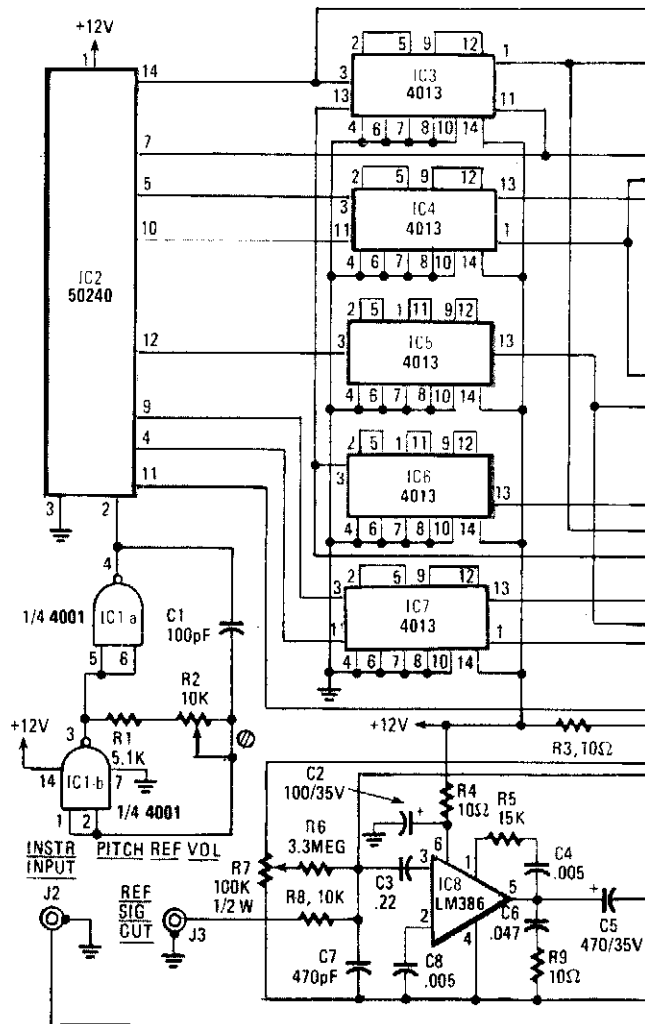 +12V
1
14
2 5 9 12
1
3
IC3
4013
13
11
4 6 7 8 10 14
7
2 5 9 12
5
13
3
IC4
4013
10
11
1
4 6 7 8 10 14
IC2
50240
2 5 1 11 9 12
12
3
IC5
4013
13
4 6 7 8 10 14
9
4
2 5 1 11 9 12
11
3
IC6
4013
13
3 2
4 6 7 8 10 14
4
2 5 9 12
3
13
IC7
4013
11
1
4 6 7 8 10 14
1/4 4001
IC1a
C1
100pF
5 6
R2
10K
3
+12V
R1
5.1K
14
IC1-b
7
1 2
1/4 4001
+12V
R3, 10Ω
C2
100/35V
+
R4
10Ω
R5
15K
INSTR
INPUT
PITCH REF VOL
R6
3.3MEG
R7
100K
1/2 W
6
1
3
C3
.22
IC8
LM386
5
C4
.005
+
C5
470/35V
J2
REF
SIG
OUT
J3
R8, 10K
2
4
C6
.047
C7
470pF
C8
.005
R9
10Ω